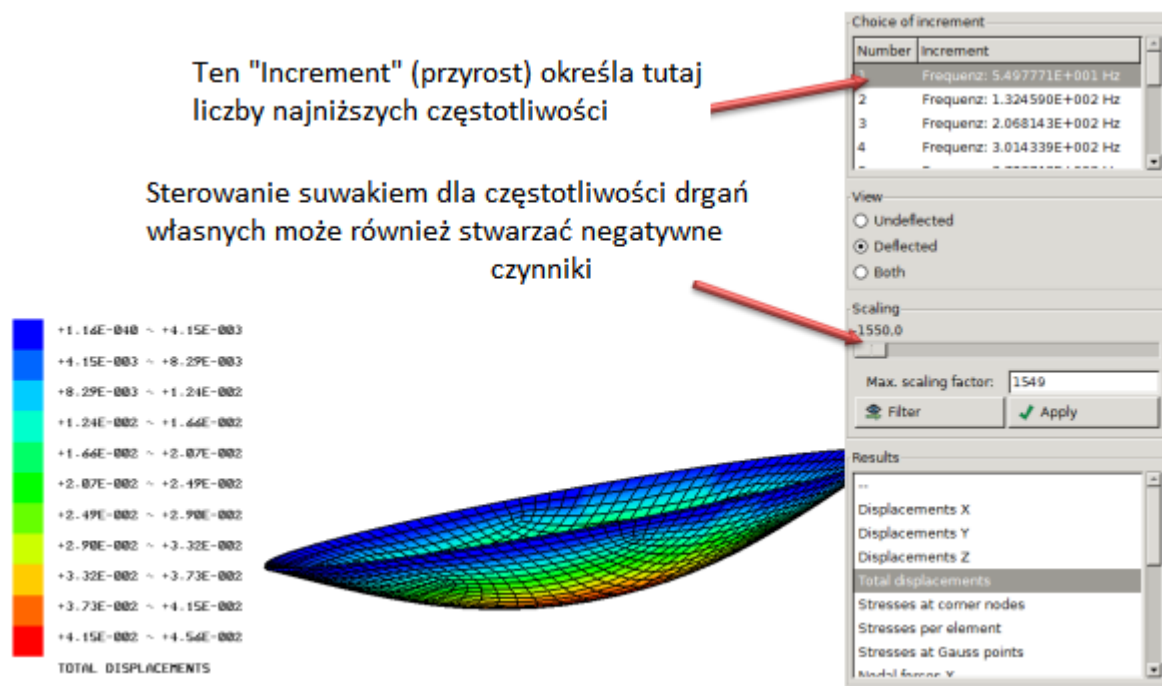 Ten "Increment" (przyrost) określa tutaj
liczby najniższych częstotliwości
Sterowanie suwakiem dla częstotliwości drgań
własnych może również stwarzać negatywne
czynniki
+1.16E-040 ~ +4.15E-003
+4.15E-003 ~ +8.29E-003
+8.29E-003 ~ +1.24E-002
+1.24E-002 ~ +1.66E-002
+1.66E-002 ~ +2.07E-002
+2.07E-002 ~ +2.49E-002
+2.49E-002 ~ +2.90E-002
+2.90E-002 ~ +3.32E-002
+3.32E-002 ~ +3.73E-002
+3.73E-002 ~ +4.15E-002
+4.15E-002 ~ +4.56E-002
TOTAL DISPLACEMENTS
Choice of increment
Number Increment
Frequenz: 5.497771E+001 Hz
2 Frequenz: 1.324590E+002 Hz
3 Frequenz: 2.068143E+002 Hz
4 Frequenz: 3.014339E+002 Hz
View
Undeflected
Deflected
Both
Scaling
-1550,0
Max. scaling factor: 1549
Filter Apply
Results
--
Displacements X
Displacements Y
Displacements Z
Total displacements
Stresses at corner nodes
Stresses per element
Stresses at Gauss points
Nodal forces X